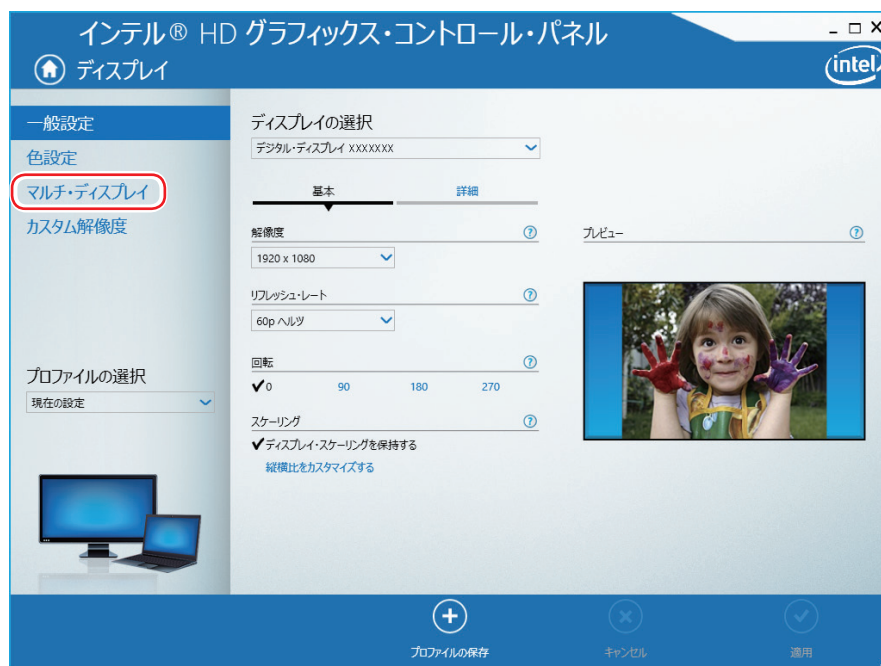 インテル® HD グラフィックス・コントロール・パネル
ディスプレイ
intel
一般設定
色設定
マルチ・ディスプレイ
カスタム解像度
プロファイルの選択
現在の設定
ディスプレイの選択
デジタル・ディスプレイ XXXXXXX
基本 詳細
解像度
1920 x 1080
リフレッシュ・レート
60p ヘルツ
回転
0 90 180 270
スケーリング
ディスプレイ・スケーリングを保持する
縦横比をカスタマイズする
プレビュー
プロファイルの保存
キャンセル
適用